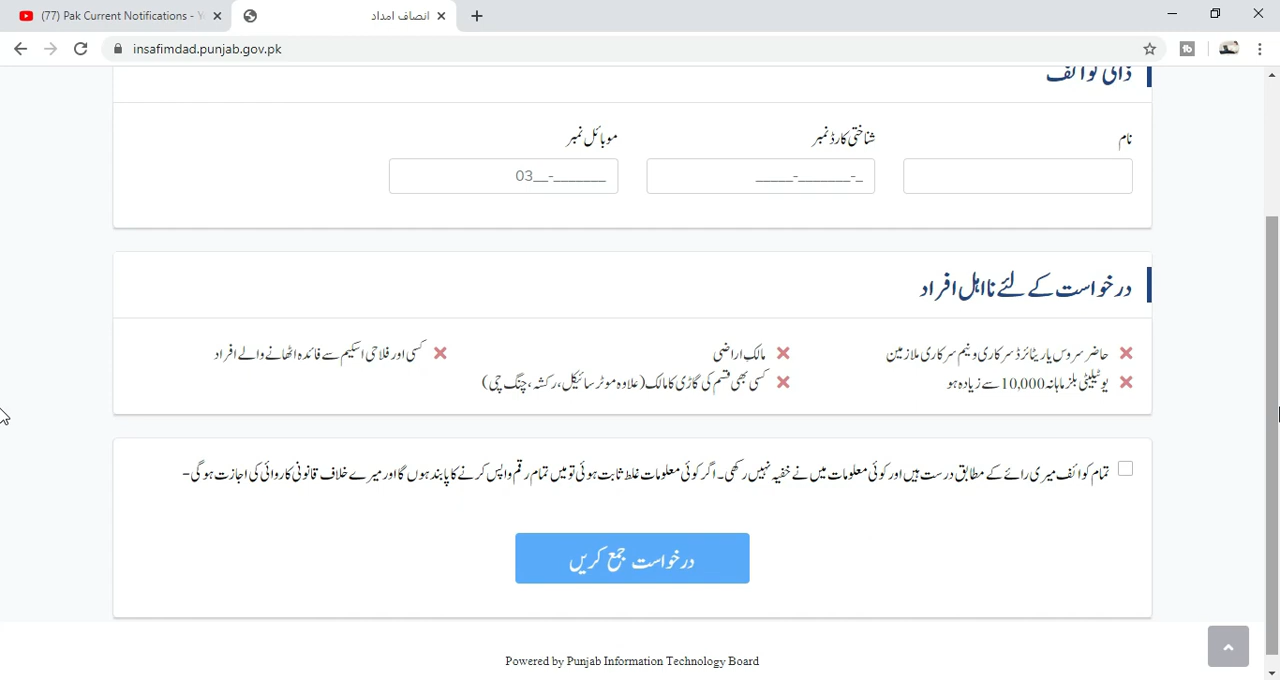 (77) Pak Current Notifications - Yo
انصاف امداد
insafimdad.punjab.gov.pk
ذاتی کوائف
نام
شناختی کارڈ نمبر
موبائل نمبر
_____-_______-_
03__-_______
درخواست کے لئے نااہل افراد
حاضر سروس یا ریٹائرڈ سرکاری و نیم سرکاری ملازمین
مالک اراضی
کسی اور فلاحی اسکیم سے فائدہ اٹھانے والے افراد
یوٹیلیٹی بلز ماہانہ 10,000 سے زیادہ ہو
کسی بھی قسم کی گاڑی کا مالک (علاوہ موٹر سائیکل، رکشہ، چنگ چی)
تمام کوائف میری رائے کے مطابق درست ہیں اور کوئی معلومات میں نے خفیہ نہیں رکھی۔ اگر کوئی معلومات غلط ثابت ہوئی تو میں تمام رقم واپس کرنے کا پابند ہوں گا اور میرے خلاف قانونی کاروائی کی اجازت ہوگی-
درخواست جمع کریں
Powered by Punjab Information Technology Board